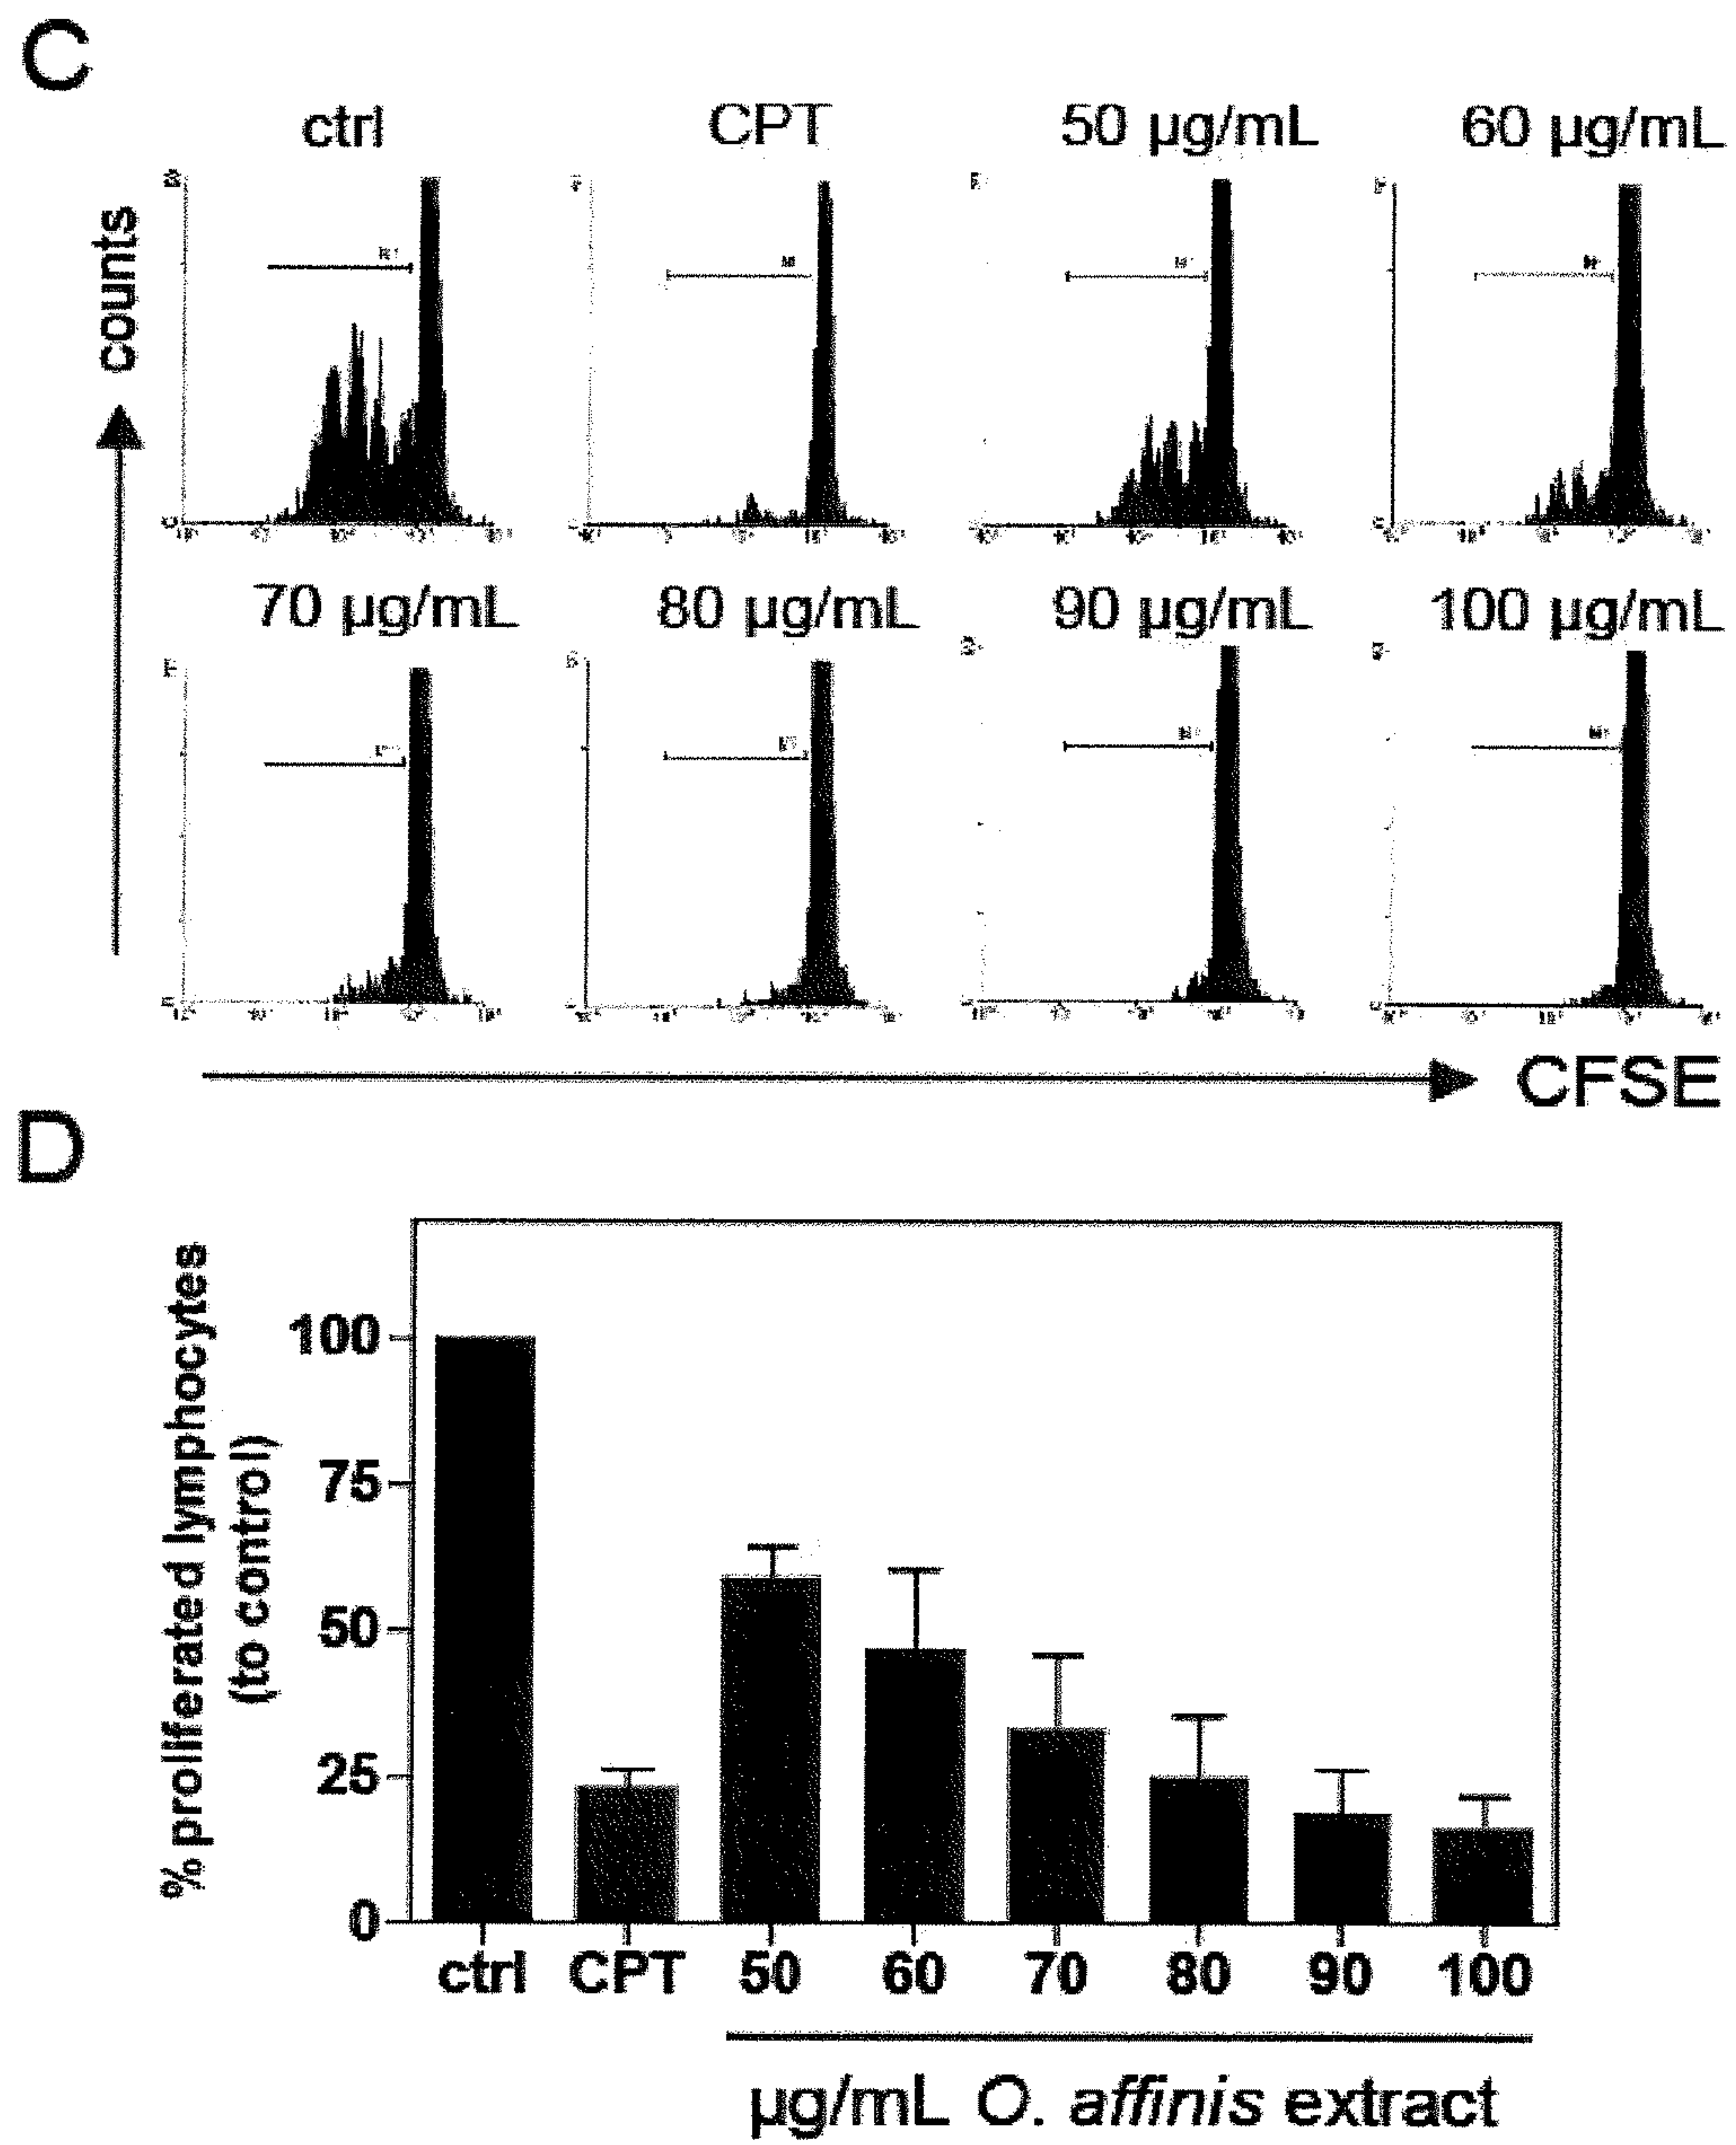 C
ctrl CPT 50 µg/mL 60 µg/mL
counts
70 µg/mL 80 µg/mL 90 µg/mL 100 µg/mL
CFSE
D
% proliferated lymphocytes
(to control)
100
75
50
25
0
ctrl CPT 50 60 70 80 90 100
µg/mL O. affinis extract